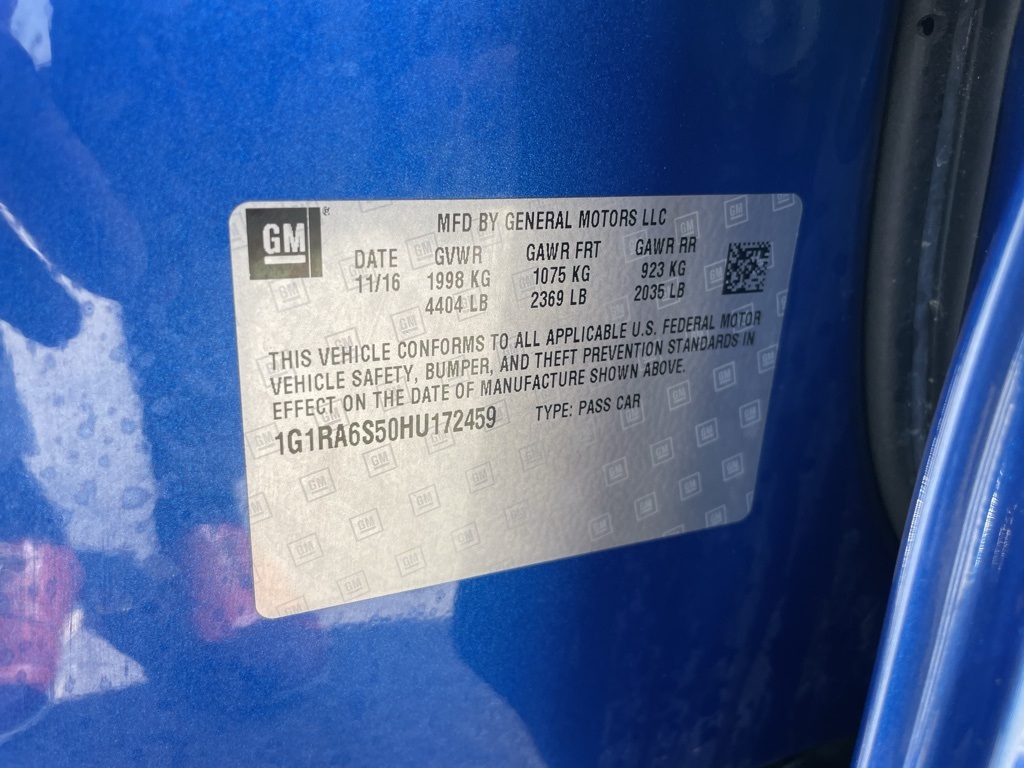 GM
MFD BY GENERAL MOTORS LLC
DATE GVWR GAWR FRT GAWR RR
11/16 1998 KG 1075 KG 923 KG
4404 LB 2369 LB 2035 LB
THIS VEHICLE CONFORMS TO ALL APPLICABLE U.S. FEDERAL MOTOR
VEHICLE SAFETY, BUMPER, AND THEFT PREVENTION STANDARDS IN
EFFECT ON THE DATE OF MANUFACTURE SHOWN ABOVE.
1G1RA6S50HU172459 TYPE: PASS CAR